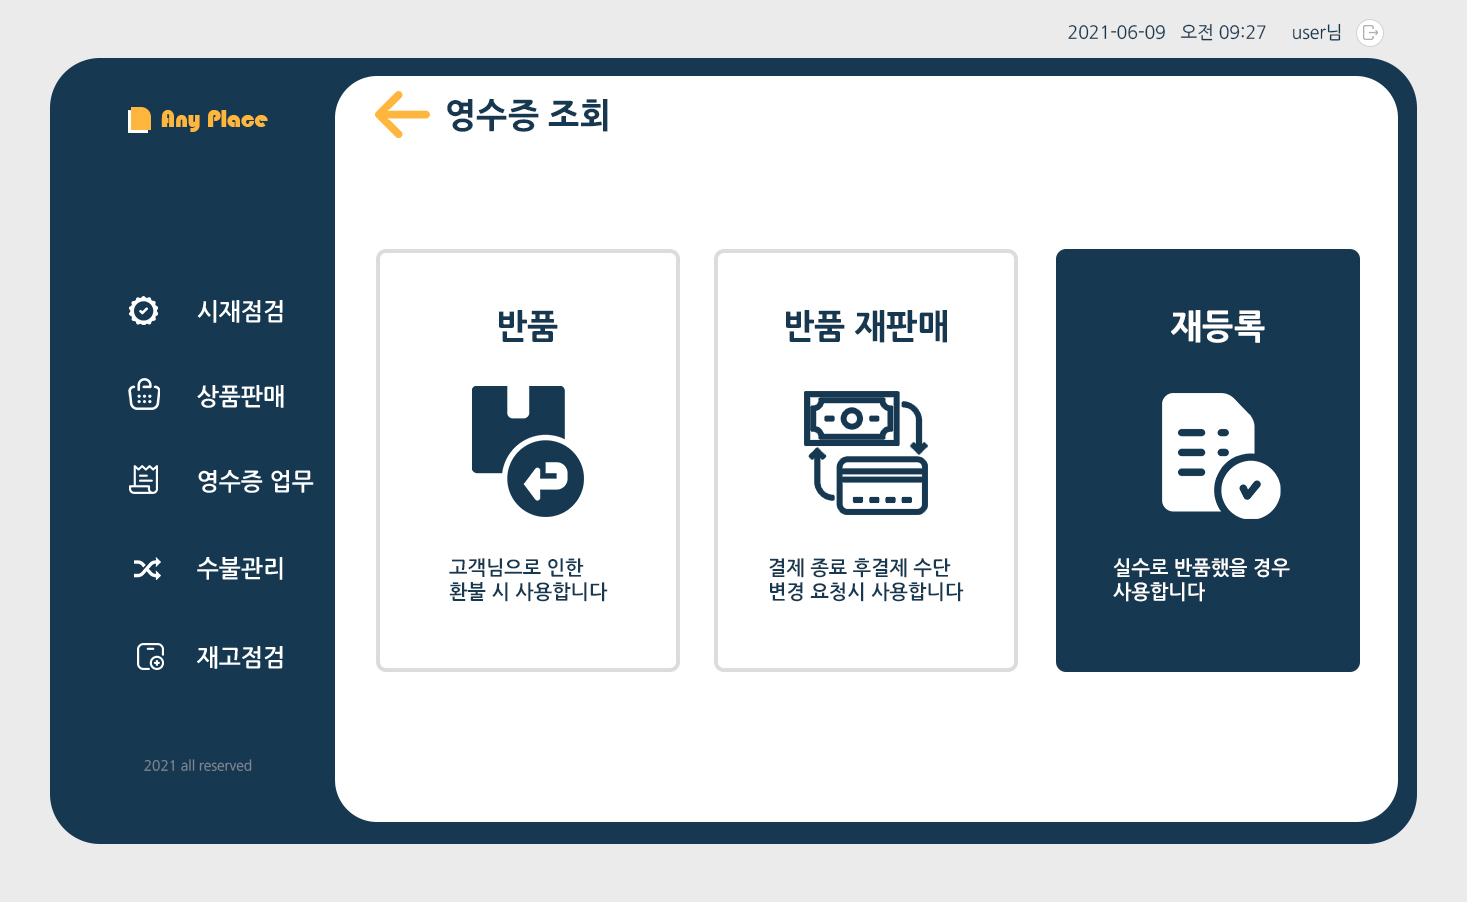 2021-06-09 오전 09:27 user님
Any Place
영수증 조회
시재점검
상품판매
영수증 업무
수불관리
재고점검
2021 all reserved
반품
고객님으로 인한
환불 시 사용합니다
반품 재판매
결제 종료 후결제 수단
변경 요청시 사용합니다
재등록
실수로 반품했을 경우
사용합니다